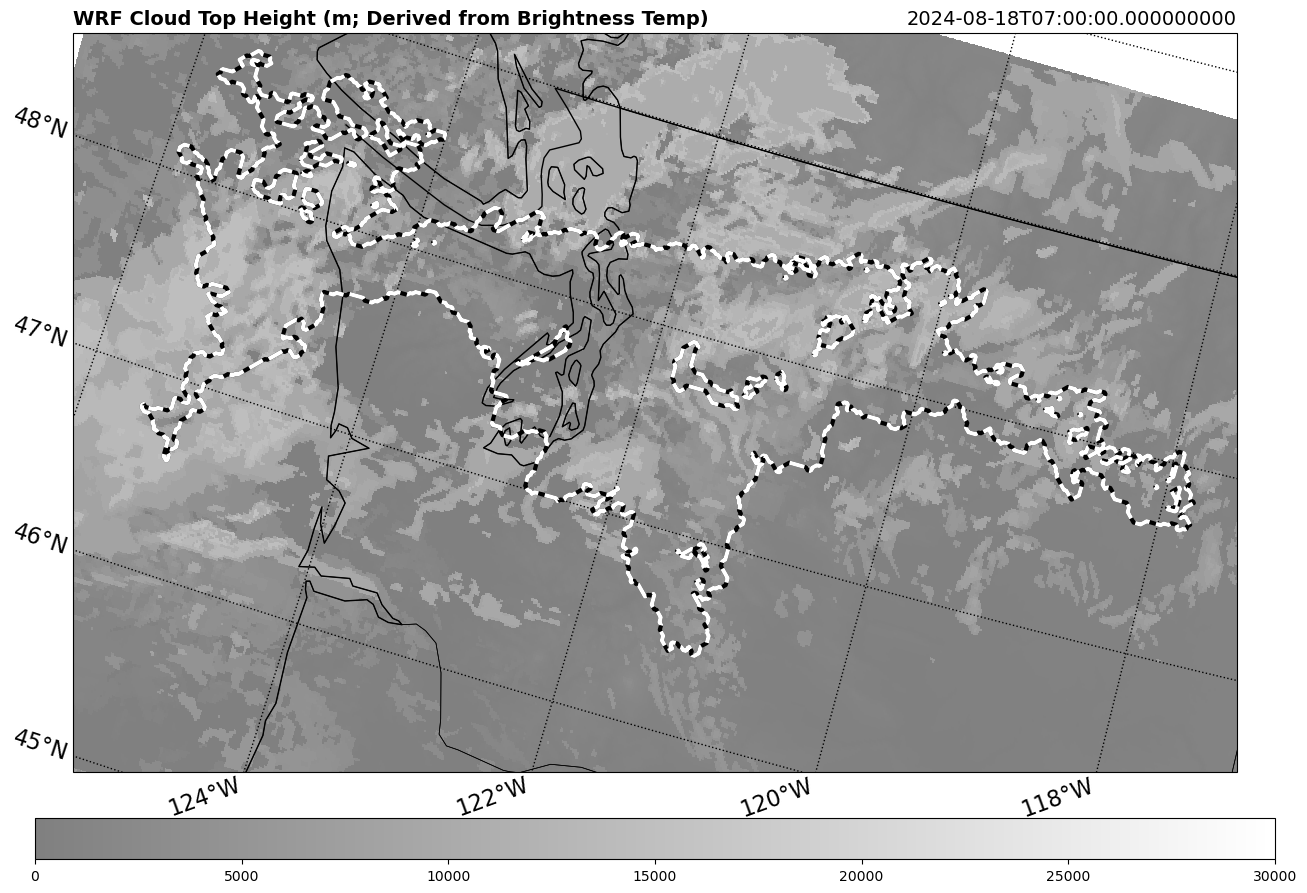 WRF Cloud Top Height (m; Derived from Brightness Temp) 2024-08-18T07:00:00.000000000
48°N
47°N
46°N
45°N
124°W 122°W 120°W 118°W
0 5000 10000 15000 20000 25000 30000